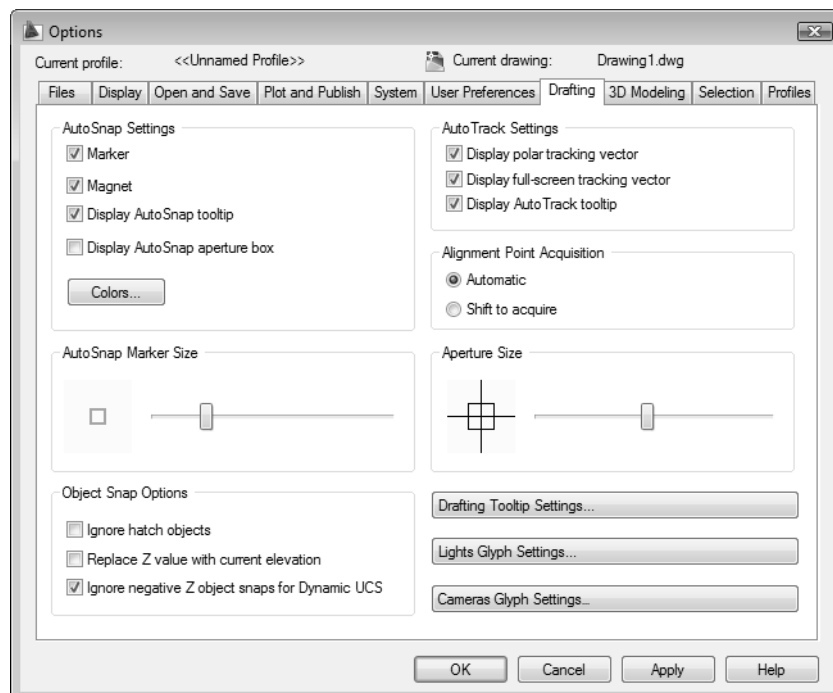 Options
Current profile: <<Unnamed Profile>> Current drawing: Drawing1.dwg
Files Display Open and Save Plot and Publish System User Preferences Drafting 3D Modeling Selection Profiles
AutoSnap Settings
Marker
Magnet
Display AutoSnap tooltip
Display AutoSnap aperture box
Colors...
AutoTrack Settings
Display polar tracking vector
Display full-screen tracking vector
Display AutoTrack tooltip
Alignment Point Acquisition
Automatic
Shift to acquire
AutoSnap Marker Size
Aperture Size
Object Snap Options
Ignore hatch objects
Replace Z value with current elevation
Ignore negative Z object snaps for Dynamic UCS
Drafting Tooltip Settings...
Lights Glyph Settings...
Cameras Glyph Settings...
OK Cancel Apply Help